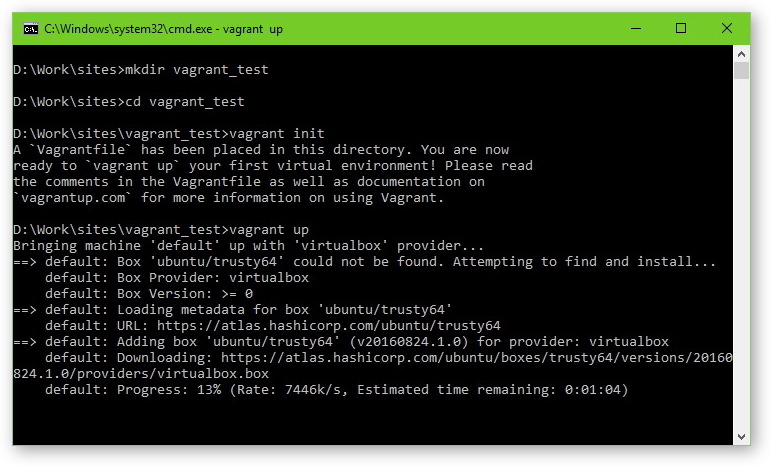 C:\Windows\system32\cmd.exe - vagrant  up
D:\Work\sites>mkdir vagrant_test
D:\Work\sites>cd vagrant_test
D:\Work\sites\vagrant_test>vagrant init
A `Vagrantfile` has been placed in this directory. You are now
ready to `vagrant up` your first virtual environment! Please read
the comments in the Vagrantfile as well as documentation on
`vagrantup.com` for more information on using Vagrant.
D:\Work\sites\vagrant_test>vagrant up
Bringing machine 'default' up with 'virtualbox' provider...
==> default: Box 'ubuntu/trusty64' could not be found. Attempting to find and install...
    default: Box Provider: virtualbox
    default: Box Version: >= 0
==> default: Loading metadata for box 'ubuntu/trusty64'
    default: URL: https://atlas.hashicorp.com/ubuntu/trusty64
==> default: Adding box 'ubuntu/trusty64' (v20160824.1.0) for provider: virtualbox
    default: Downloading: https://atlas.hashicorp.com/ubuntu/boxes/trusty64/versions/20160
824.1.0/providers/virtualbox.box
    default: Progress: 13% (Rate: 7446k/s, Estimated time remaining: 0:01:04)